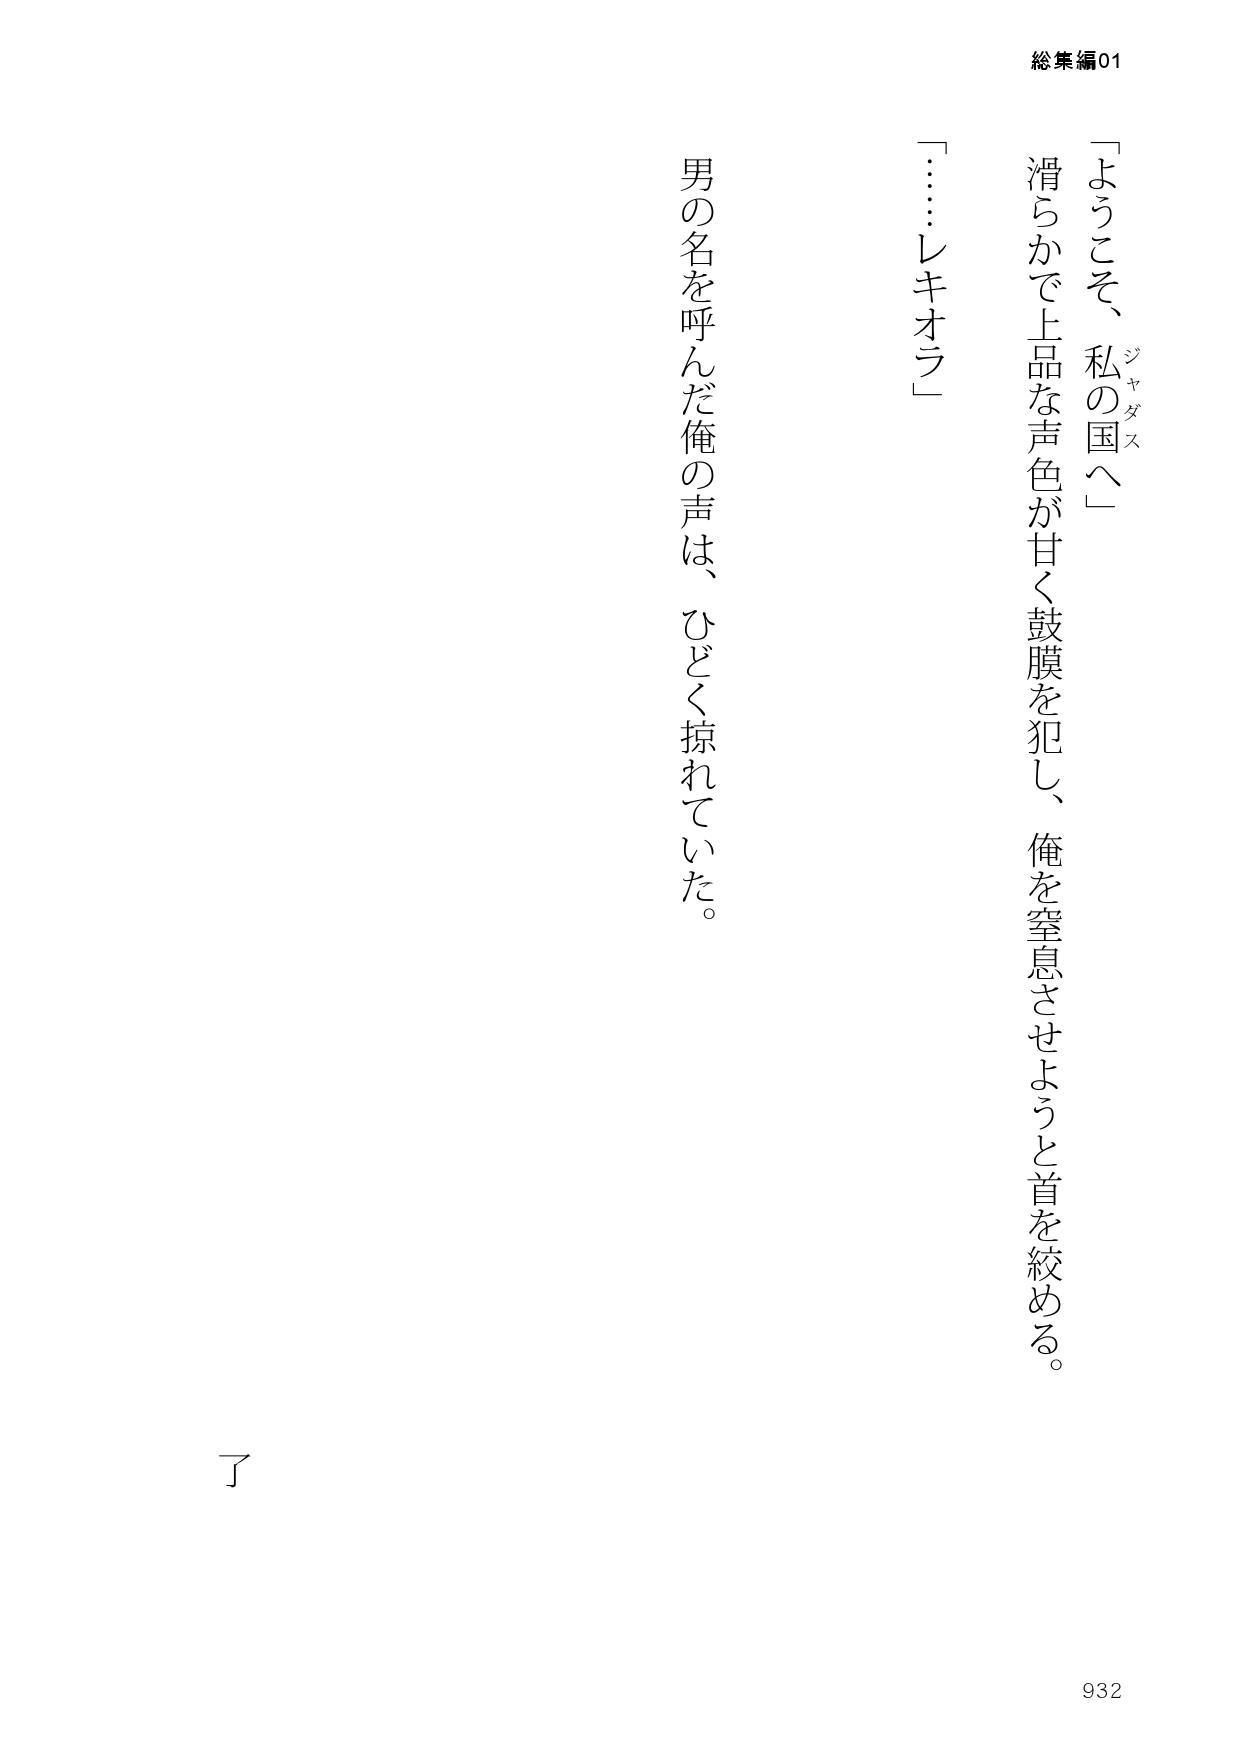 総集編01
「ようこそ、私の国へ」
ジャダス
滑らかで上品な声色が甘く鼓膜を犯し、俺を窒息させようと首を絞める。
「……レキオラ」
男の名を呼んだ俺の声は、ひどく掠れていた。
了
932